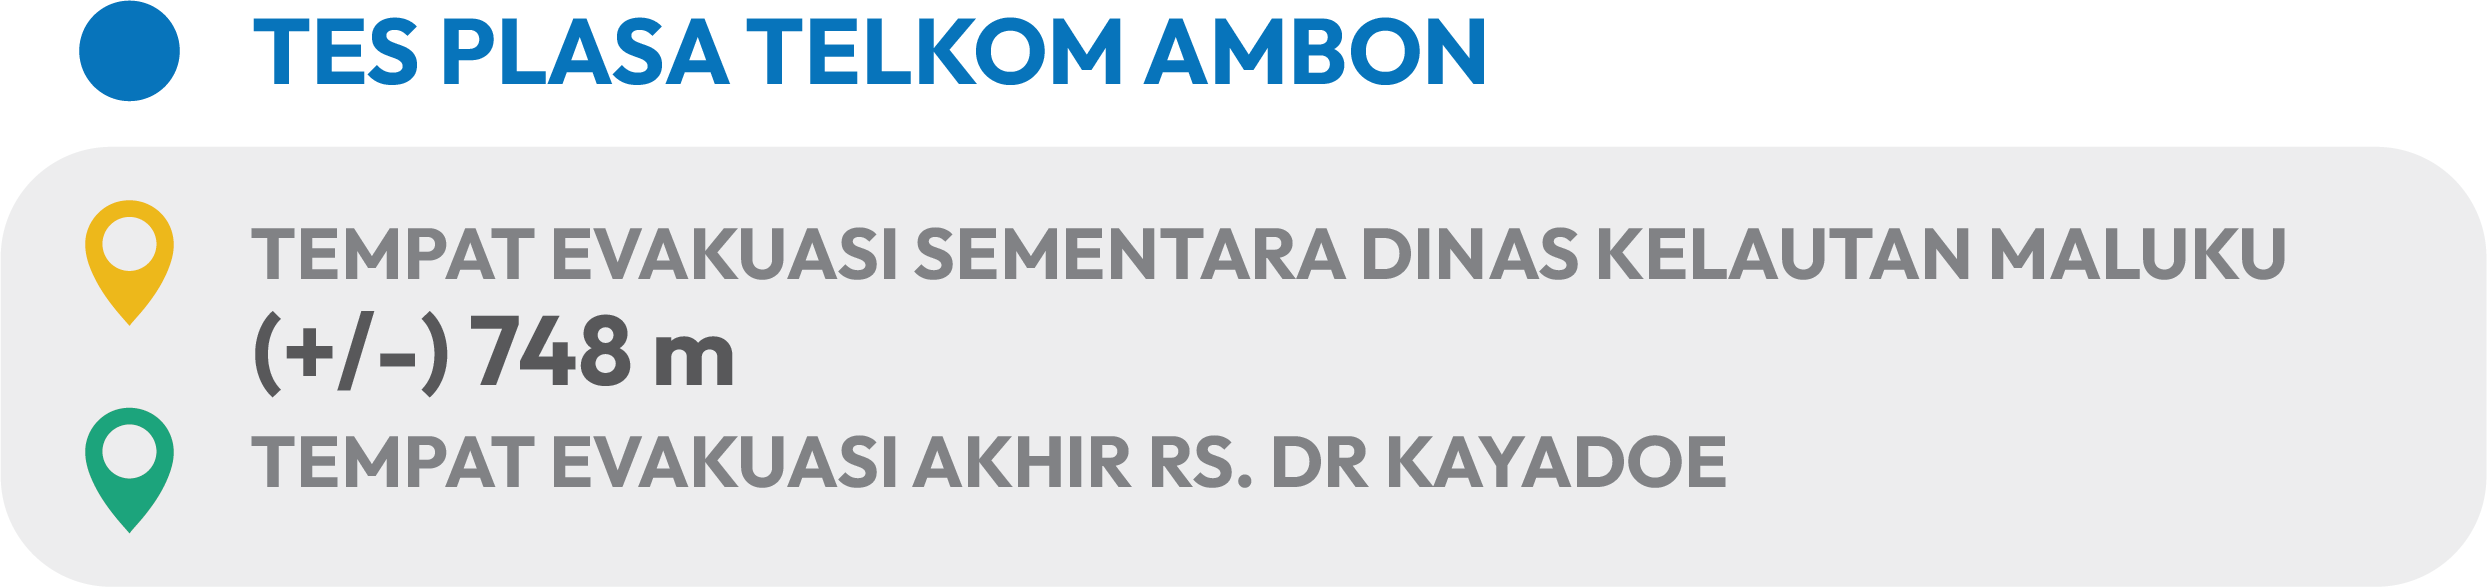 TES PLASA TELKOM AMBON
TEMPAT EVAKUASI SEMENTARA DINAS KELAUTAN MALUKU
(+/-) 748 m
TEMPAT EVAKUASI AKHIR RS. DR KAYADOE